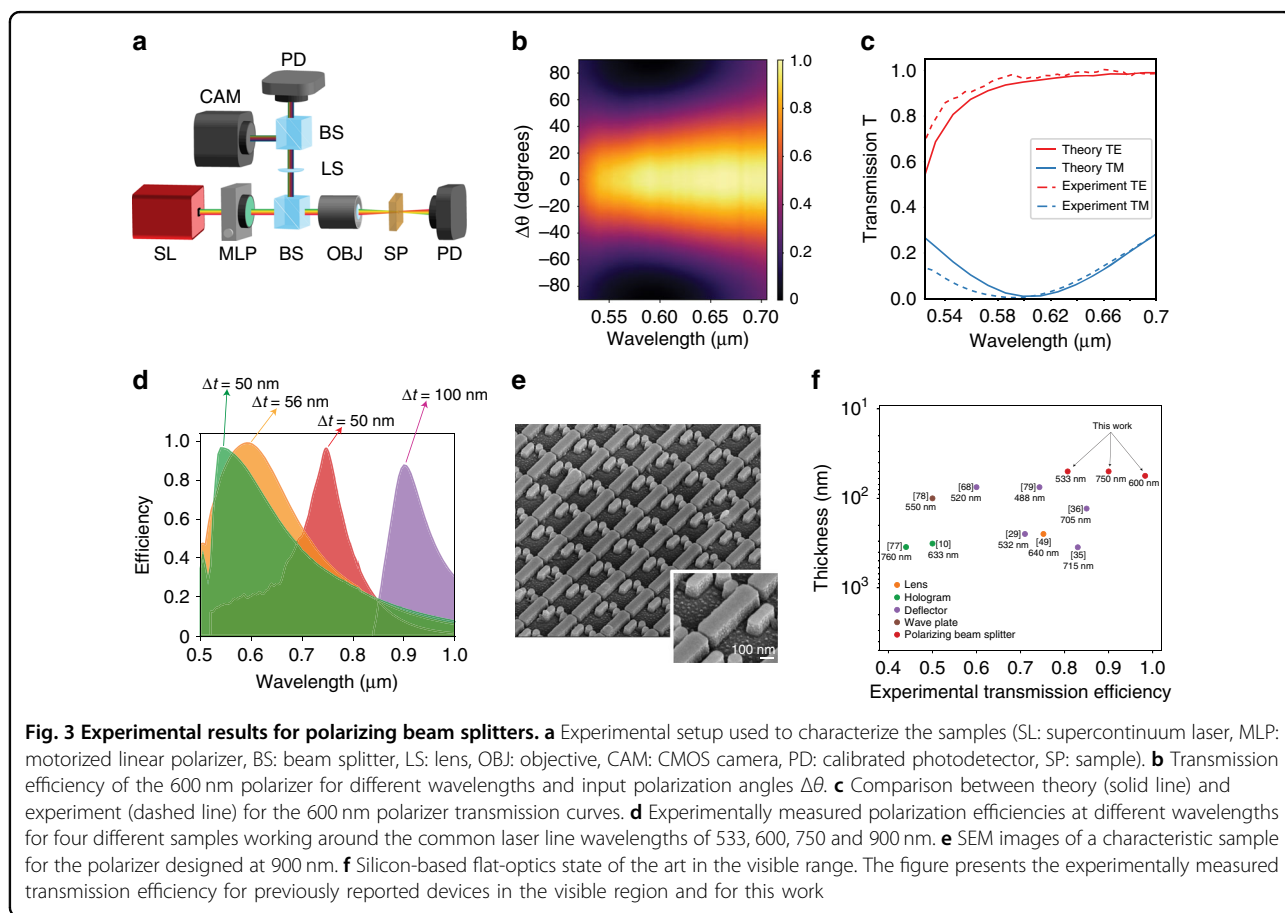 a
PD
CAM
BS
LS
SL
MLP
BS
OBJ
SP
PD
b
80
60
40
20
0
−20
−40
−60
−80
Δθ (degrees)
0.55
0.60
0.65
0.70
Wavelength (μm)
1.0
0.8
0.6
0.4
0.2
0
c
1.0
0.8
0.6
0.4
0.2
0.0
Transmission T
Theory TE
Theory TM
Experiment TE
Experiment TM
0.54
0.58
0.62
0.66
0.7
Wavelength (μm)
d
Δt = 50 nm
Δt = 56 nm
Δt = 50 nm
Δt = 100 nm
1.0
0.8
0.6
0.4
0.2
0
Efficiency
0.5
0.6
0.7
0.8
0.9
1.0
Wavelength (μm)
e
100 nm
f
10¹
10²
10³
Thickness (nm)
This work
533 nm
750 nm
600 nm
[78]
550 nm
[68]
520 nm
[79]
488 nm
[36]
705 nm
[77]
760 nm
[10]
633 nm
[29]
532 nm
[49]
640 nm
[35]
715 nm
Lens
Hologram
Deflector
Wave plate
Polarizing beam splitter
0.4
0.5
0.6
0.7
0.8
0.9
1.0
Experimental transmission efficiency
Fig. 3 Experimental results for polarizing beam splitters. a Experimental setup used to characterize the samples (SL: supercontinuum laser, MLP:
motorized linear polarizer, BS: beam splitter, LS: lens, OBJ: objective, CAM: CMOS camera, PD: calibrated photodetector, SP: sample). b Transmission
efficiency of the 600 nm polarizer for different wavelengths and input polarization angles Δθ. c Comparison between theory (solid line) and
experiment (dashed line) for the 600 nm polarizer transmission curves. d Experimentally measured polarization efficiencies at different wavelengths
for four different samples working around the common laser line wavelengths of 533, 600, 750 and 900 nm. e SEM images of a characteristic sample
for the polarizer designed at 900 nm. f Silicon-based flat-optics state of the art in the visible range. The figure presents the experimentally measured
transmission efficiency for previously reported devices in the visible region and for this work